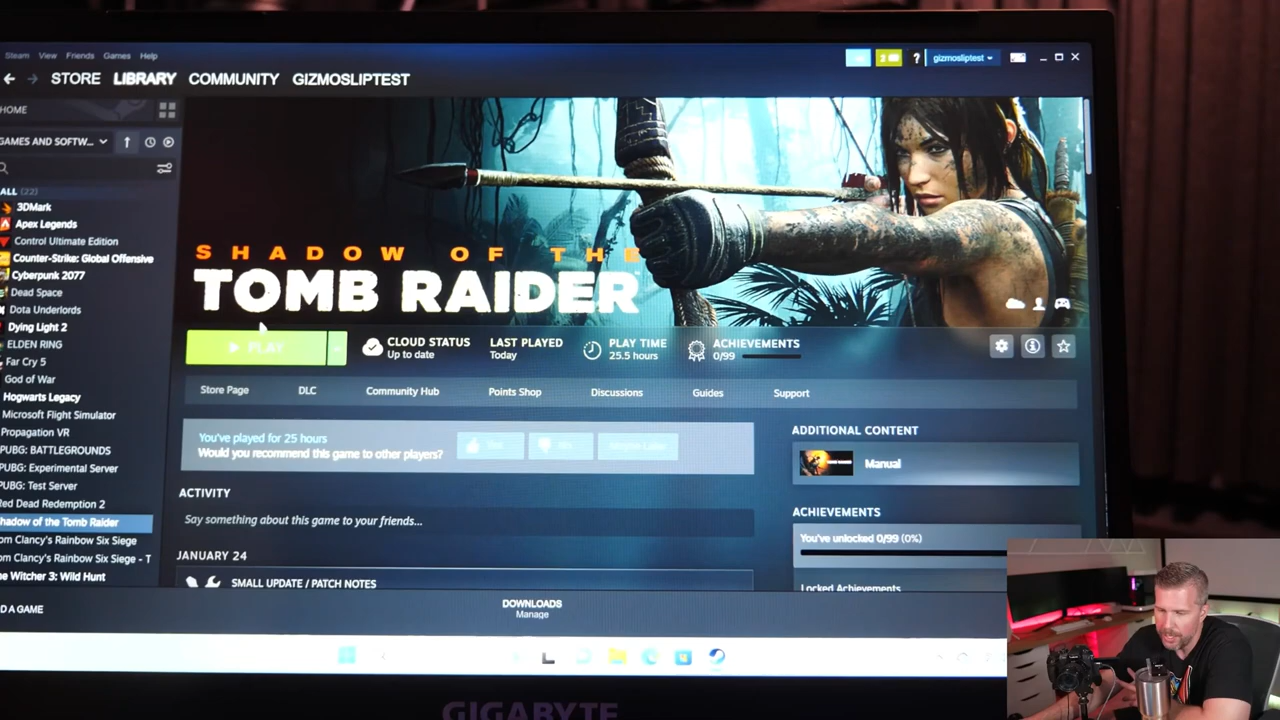 Steam View Friends Games Help
2
?
gizmosliptest
STORE LIBRARY COMMUNITY GIZMOSLIPTEST
HOME
GAMES AND SOFTW...
ALL (22)
3DMark
Apex Legends
Control Ultimate Edition
Counter-Strike: Global Offensive
Cyberpunk 2077
Dead Space
Dota Underlords
Dying Light 2
ELDEN RING
Far Cry 5
God of War
Hogwarts Legacy
Microsoft Flight Simulator
Propagation VR
PUBG: BATTLEGROUNDS
PUBG: Experimental Server
PUBG: Test Server
Red Dead Redemption 2
Shadow of the Tomb Raider
om Clancy's Rainbow Six Siege
om Clancy's Rainbow Six Siege - T
e Witcher 3: Wild Hunt
D A GAME
SHADOW OF THE
TOMB RAIDER
PLAY
CLOUD STATUS
Up to date
LAST PLAYED
Today
PLAY TIME
25.5 hours
ACHIEVEMENTS
0/99
Store Page DLC Community Hub Points Shop Discussions Guides Support
You've played for 25 hours
Would you recommend this game to other players?
Yes
ACTIVITY
Say something about this game to your friends...
JANUARY 24
SMALL UPDATE / PATCH NOTES
ADDITIONAL CONTENT
Manual
ACHIEVEMENTS
You've unlocked 0/99 (0%)
Locked Achievements
DOWNLOADS
Manage
GIGABYTE